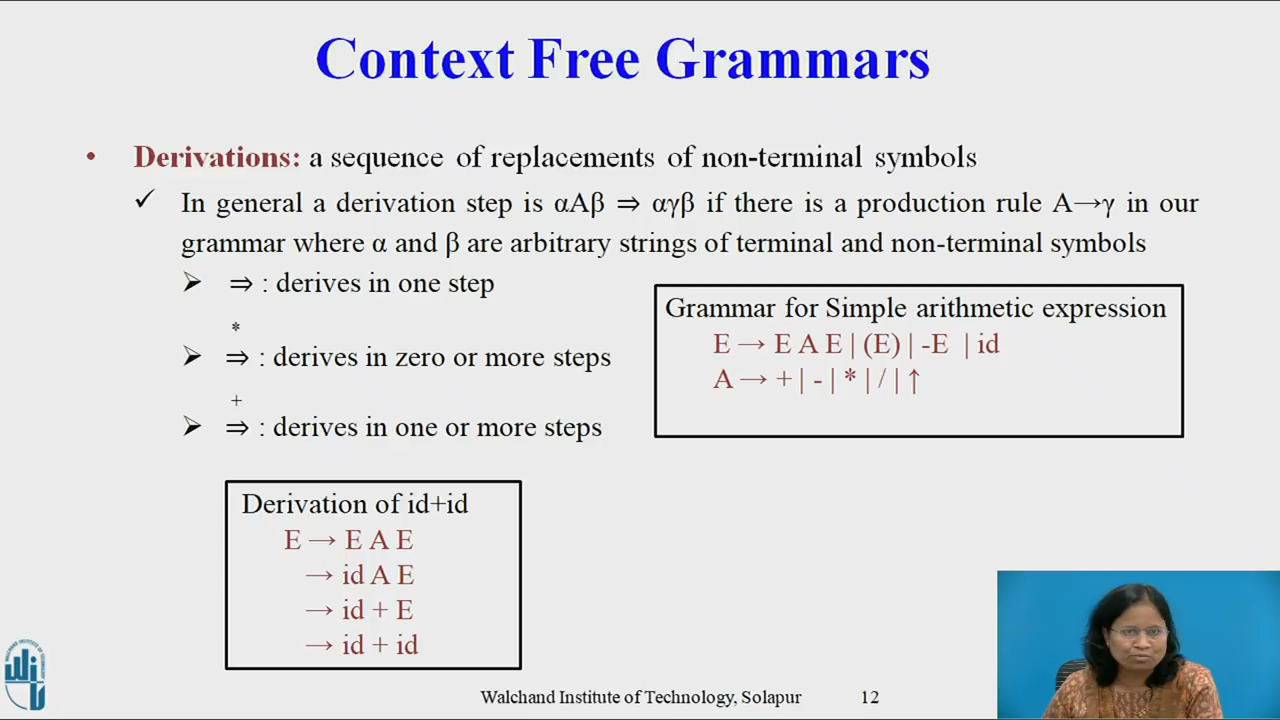 Context Free Grammars
• Derivations: a sequence of replacements of non-terminal symbols
✓ In general a derivation step is αAβ ⇒ αγβ if there is a production rule A→γ in our
grammar where α and β are arbitrary strings of terminal and non-terminal symbols
➢ ⇒ : derives in one step
*
➢ ⇒ : derives in zero or more steps
+
➢ ⇒ : derives in one or more steps
Grammar for Simple arithmetic expression
E → E A E | (E) | -E | id
A → + | - | * | / | ↑
Derivation of id+id
E → E A E
→ id A E
→ id + E
→ id + id
Walchand Institute of Technology, Solapur 12